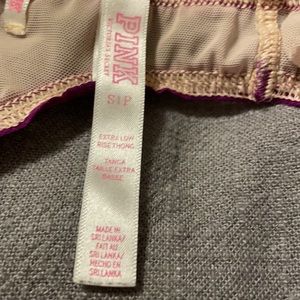 PINK
VICTORIA'S SECRET
S | P
EXTRA LOW
RISE THONG
TANGA
TAILLE EXTRA
BASSE
MADE IN
SRI LANKA/
FAIT AU
SRI LANKA/
HECHO EN
SRI LANKA